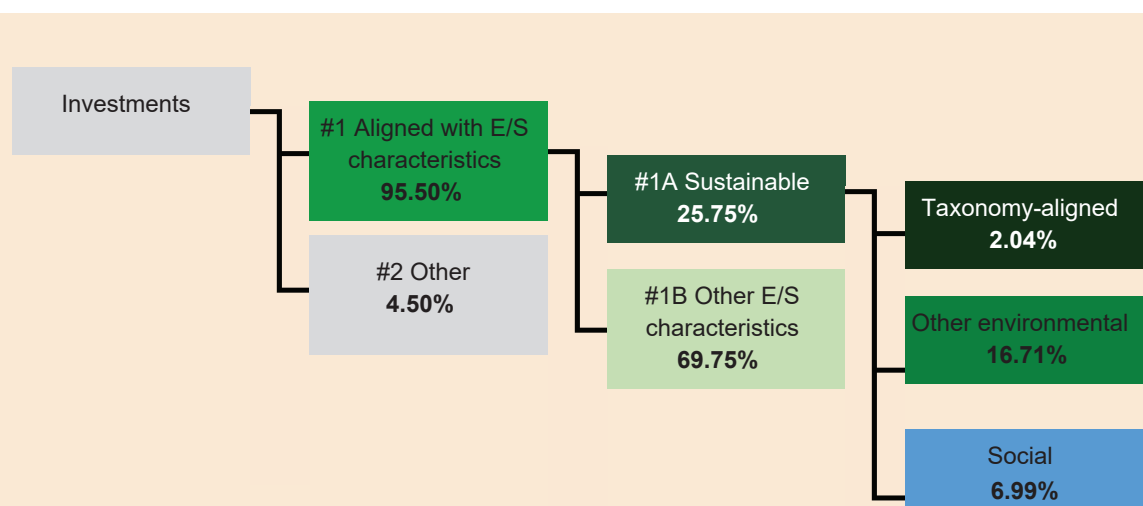 Investments
#1 Aligned with E/S
characteristics
95.50%
#2 Other
4.50%
#1A Sustainable
25.75%
#1B Other E/S
characteristics
69.75%
Taxonomy-aligned
2.04%
Other environmental
16.71%
Social
6.99%